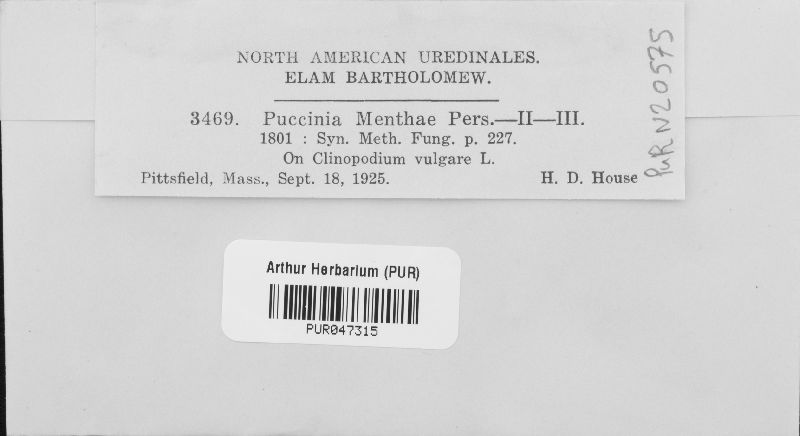 NORTH AMERICAN UREDINALES.
ELAM BARTHOLOMEW.
3469. Puccinia Menthae Pers.—II—III.
1801 : Syn. Meth. Fung. p. 227.
On Clinopodium vulgare L.
Pittsfield, Mass., Sept. 18, 1925. H. D. House
PUR N20575
Arthur Herbarium (PUR)
PUR047315